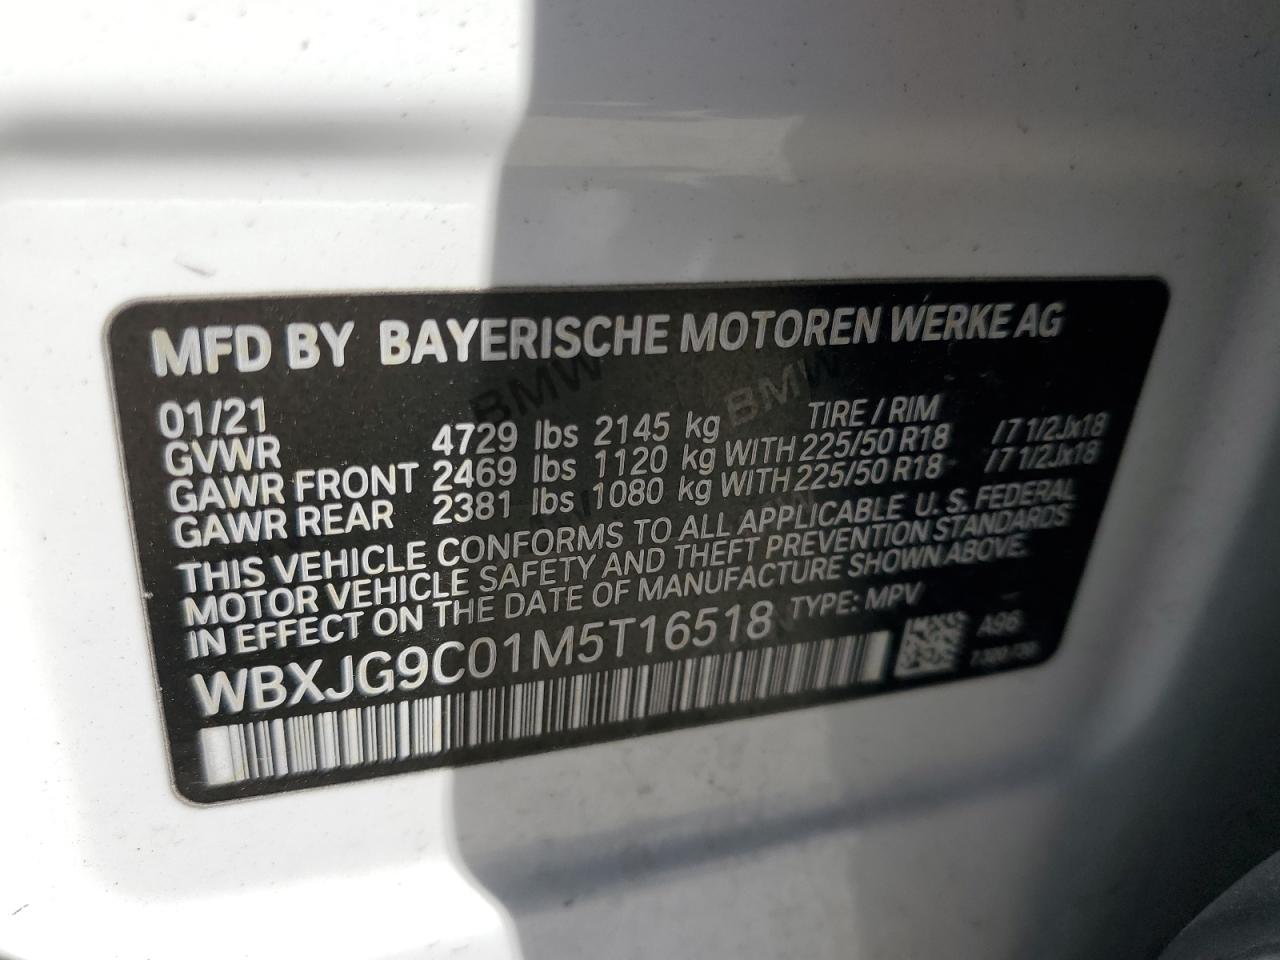 MFD BY BAYERISCHE MOTOREN WERKE AG
01/21 TIRE / RIM
GVWR 4729 lbs 2145 kg
GAWR FRONT 2469 lbs 1120 kg WITH 225/50 R18 /7 1/2Jx18
GAWR REAR 2381 lbs 1080 kg WITH 225/50 R18 /7 1/2Jx18
THIS VEHICLE CONFORMS TO ALL APPLICABLE U. S. FEDERAL
MOTOR VEHICLE SAFETY AND THEFT PREVENTION STANDARDS
IN EFFECT ON THE DATE OF MANUFACTURE SHOWN ABOVE.
WBXJG9C01M5T16518 TYPE: MPV
A96
BMW
BMW